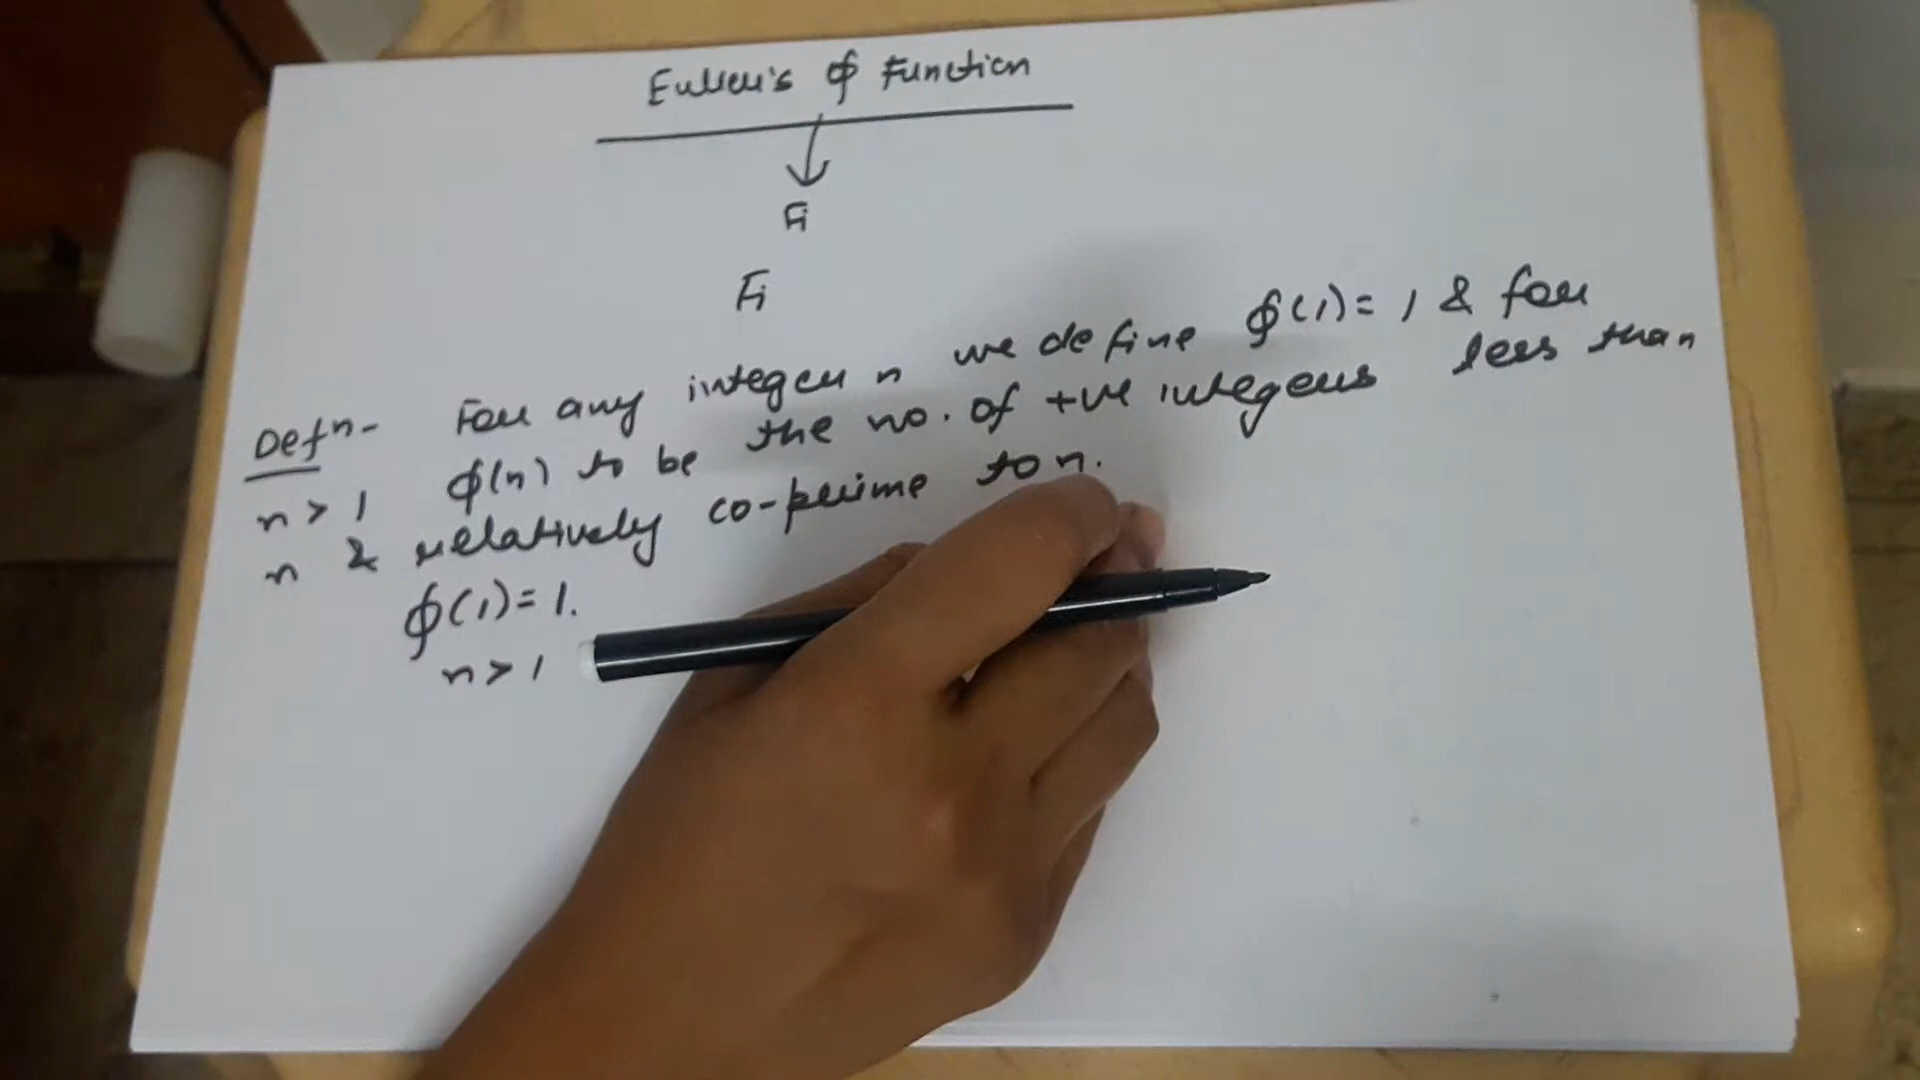 Euler's ϕ Function
Fi
Fi
Defn- For any integer n we define ϕ(1)= 1 & for
n > 1 ϕ(n) to be the no. of +ve integers less than
n & relatively co-prime to n.
ϕ(1)= 1.
n > 1